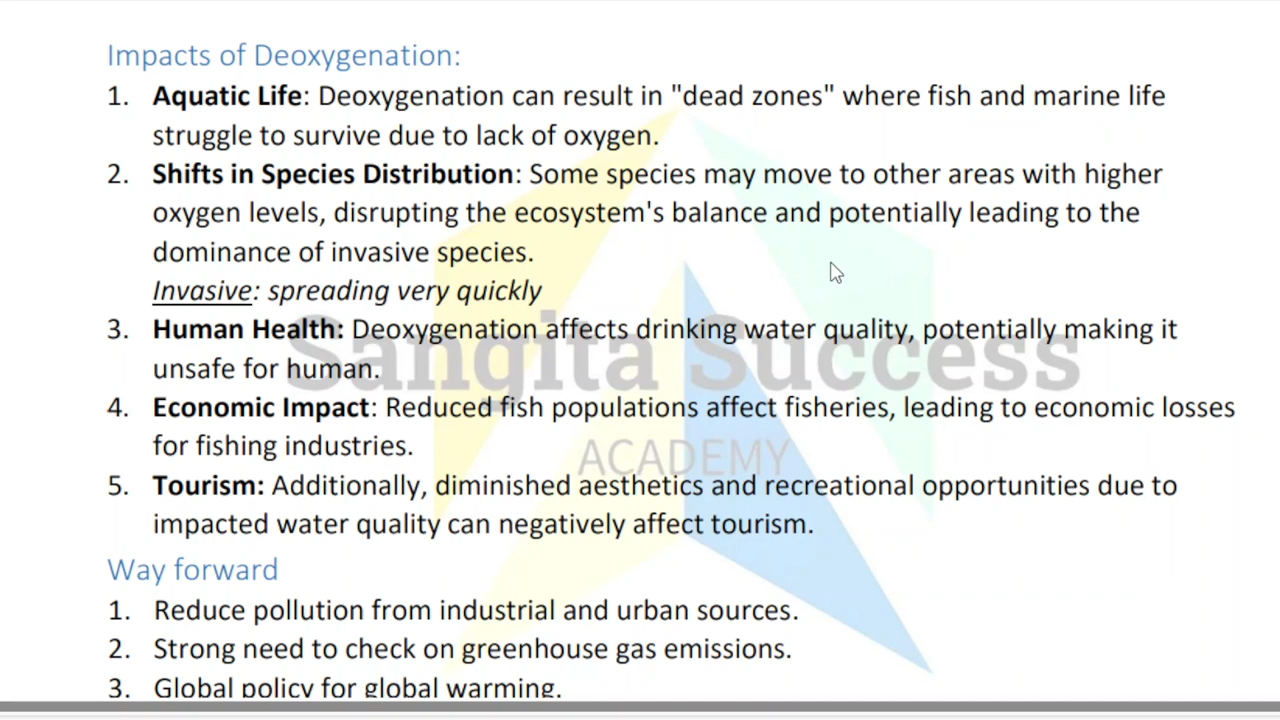 Impacts of Deoxygenation:
1. Aquatic Life: Deoxygenation can result in "dead zones" where fish and marine life
struggle to survive due to lack of oxygen.
2. Shifts in Species Distribution: Some species may move to other areas with higher
oxygen levels, disrupting the ecosystem's balance and potentially leading to the
dominance of invasive species.
Invasive: spreading very quickly
3. Human Health: Deoxygenation affects drinking water quality, potentially making it
unsafe for human.
Sangita Success
4. Economic Impact: Reduced fish populations affect fisheries, leading to economic losses
for fishing industries.
ACADEMY
5. Tourism: Additionally, diminished aesthetics and recreational opportunities due to
impacted water quality can negatively affect tourism.
Way forward
1. Reduce pollution from industrial and urban sources.
2. Strong need to check on greenhouse gas emissions.
3. Global policy for global warming.